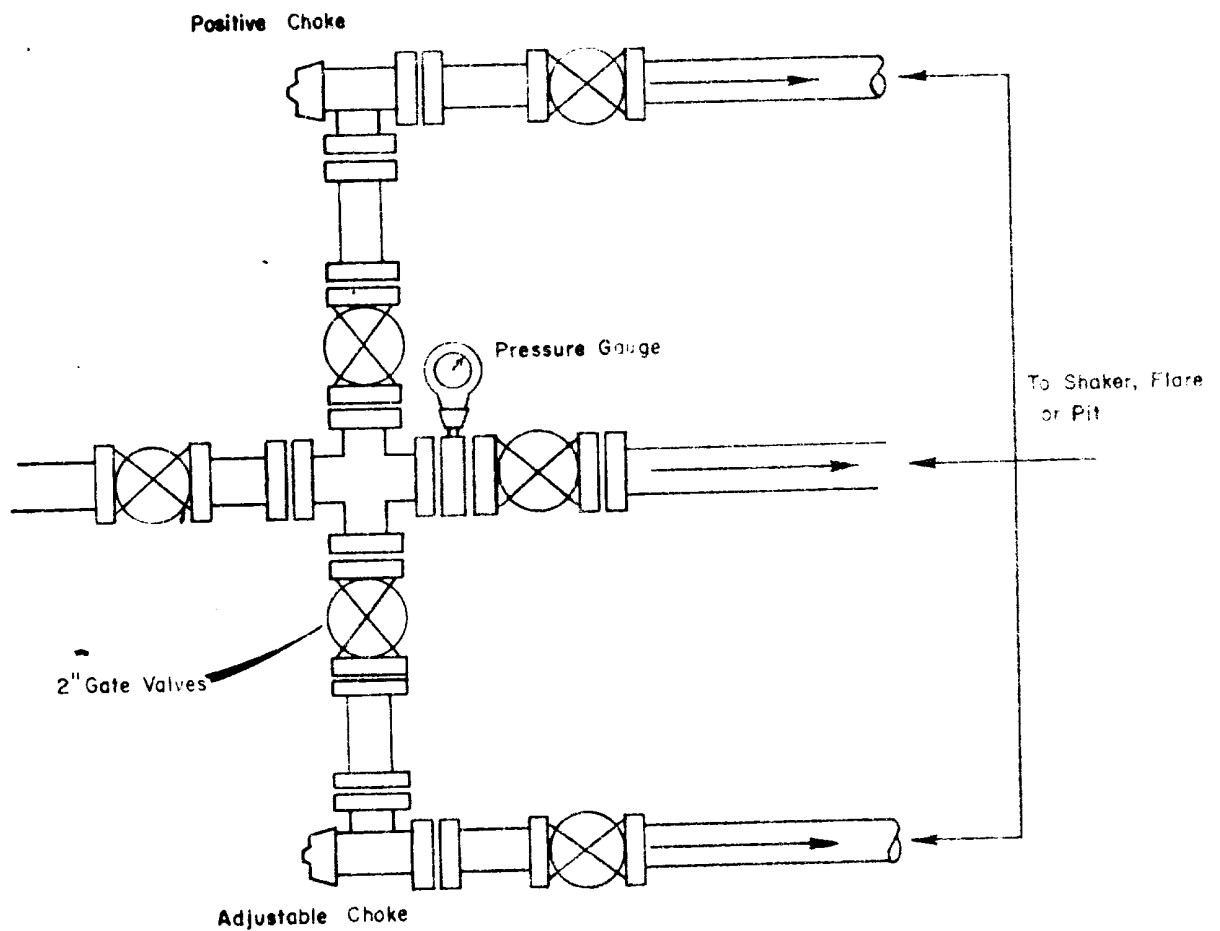 Positive Choke
Pressure Gauge
To Shaker, Flare
or Pit
2" Gate Valves
Adjustable Choke